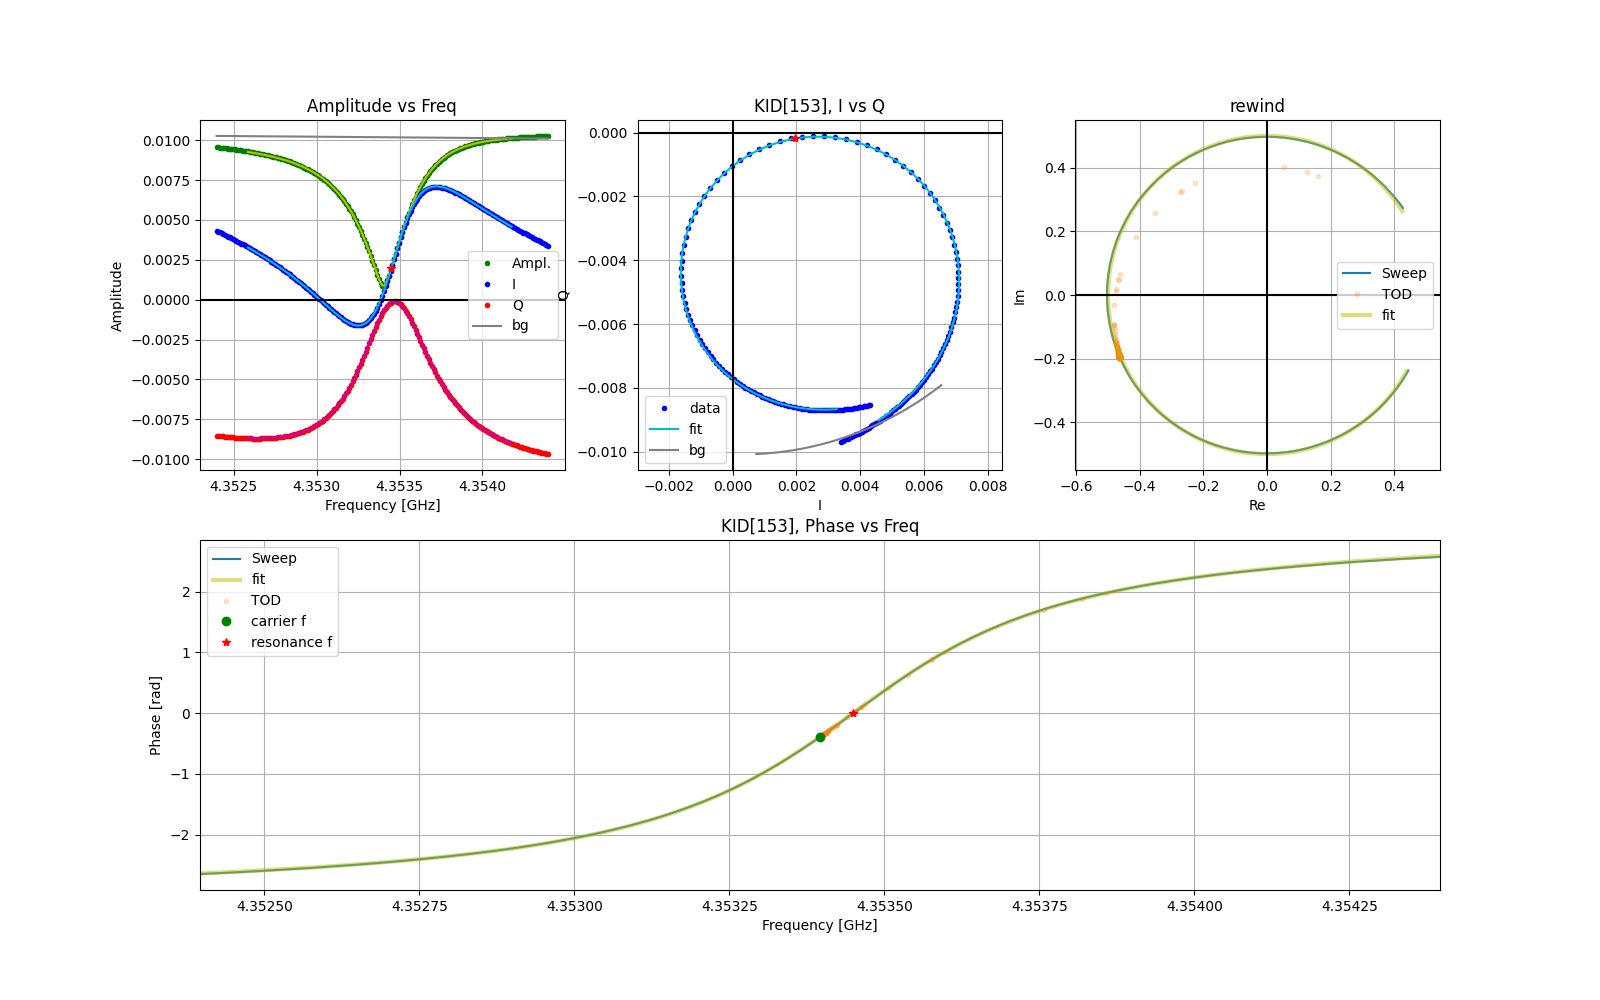 Amplitude vs Freq
Amplitude
0.0100
0.0075
0.0050
0.0025
0.0000
−0.0025
−0.0050
−0.0075
−0.0100
Ampl.
I
Q
bg
4.3525
4.3530
4.3535
4.3540
Frequency [GHz]
KID[153], I vs Q
Q
0.000
−0.002
−0.004
−0.006
−0.008
−0.010
data
fit
bg
−0.002
0.000
0.002
0.004
0.006
0.008
I
rewind
Im
0.4
0.2
0.0
−0.2
−0.4
Sweep
TOD
fit
−0.6
−0.4
−0.2
0.0
0.2
0.4
Re
KID[153], Phase vs Freq
Phase [rad]
2
1
0
−1
−2
Sweep
fit
TOD
carrier f
resonance f
4.35250
4.35275
4.35300
4.35325
4.35350
4.35375
4.35400
4.35425
Frequency [GHz]